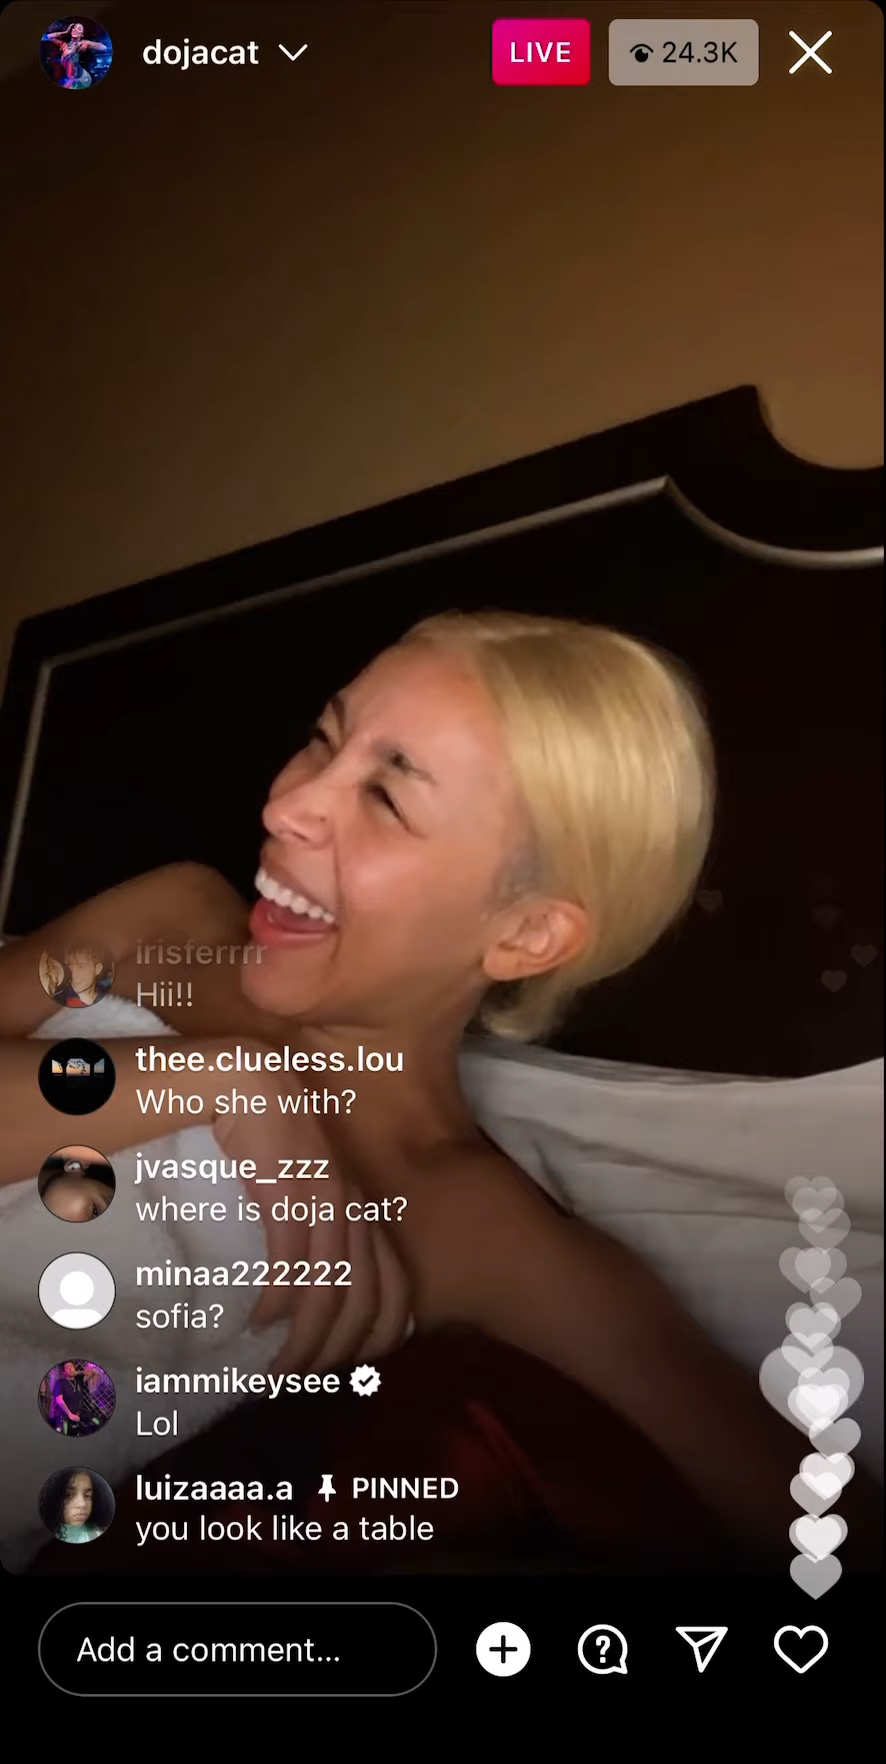 dojacat
LIVE
24.3K
irisferrrr
Hii!!
thee.clueless.lou
Who she with?
jvasque_zzz
where is doja cat?
minaa222222
sofia?
iammikeysee
Lol
luizaaaa.a PINNED
you look like a table
Add a comment...